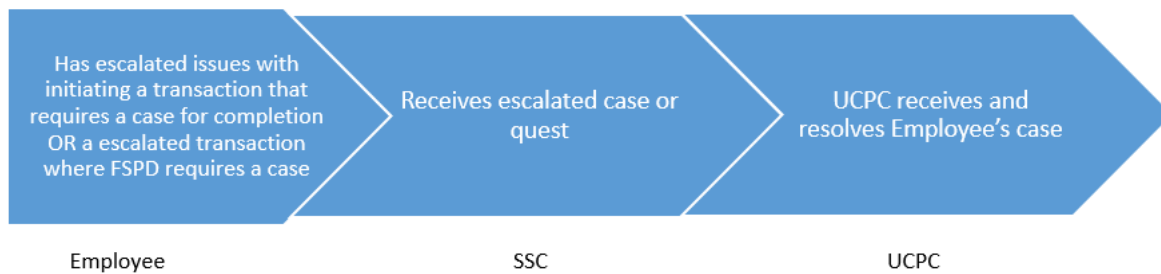 Has escalated issues with
initiating a transaction that
requires a case for completion
OR a escalated transaction
where FSPD requires a case
Receives escalated case or
quest
UCPC receives and
resolves Employee’s case
Employee
SSC
UCPC